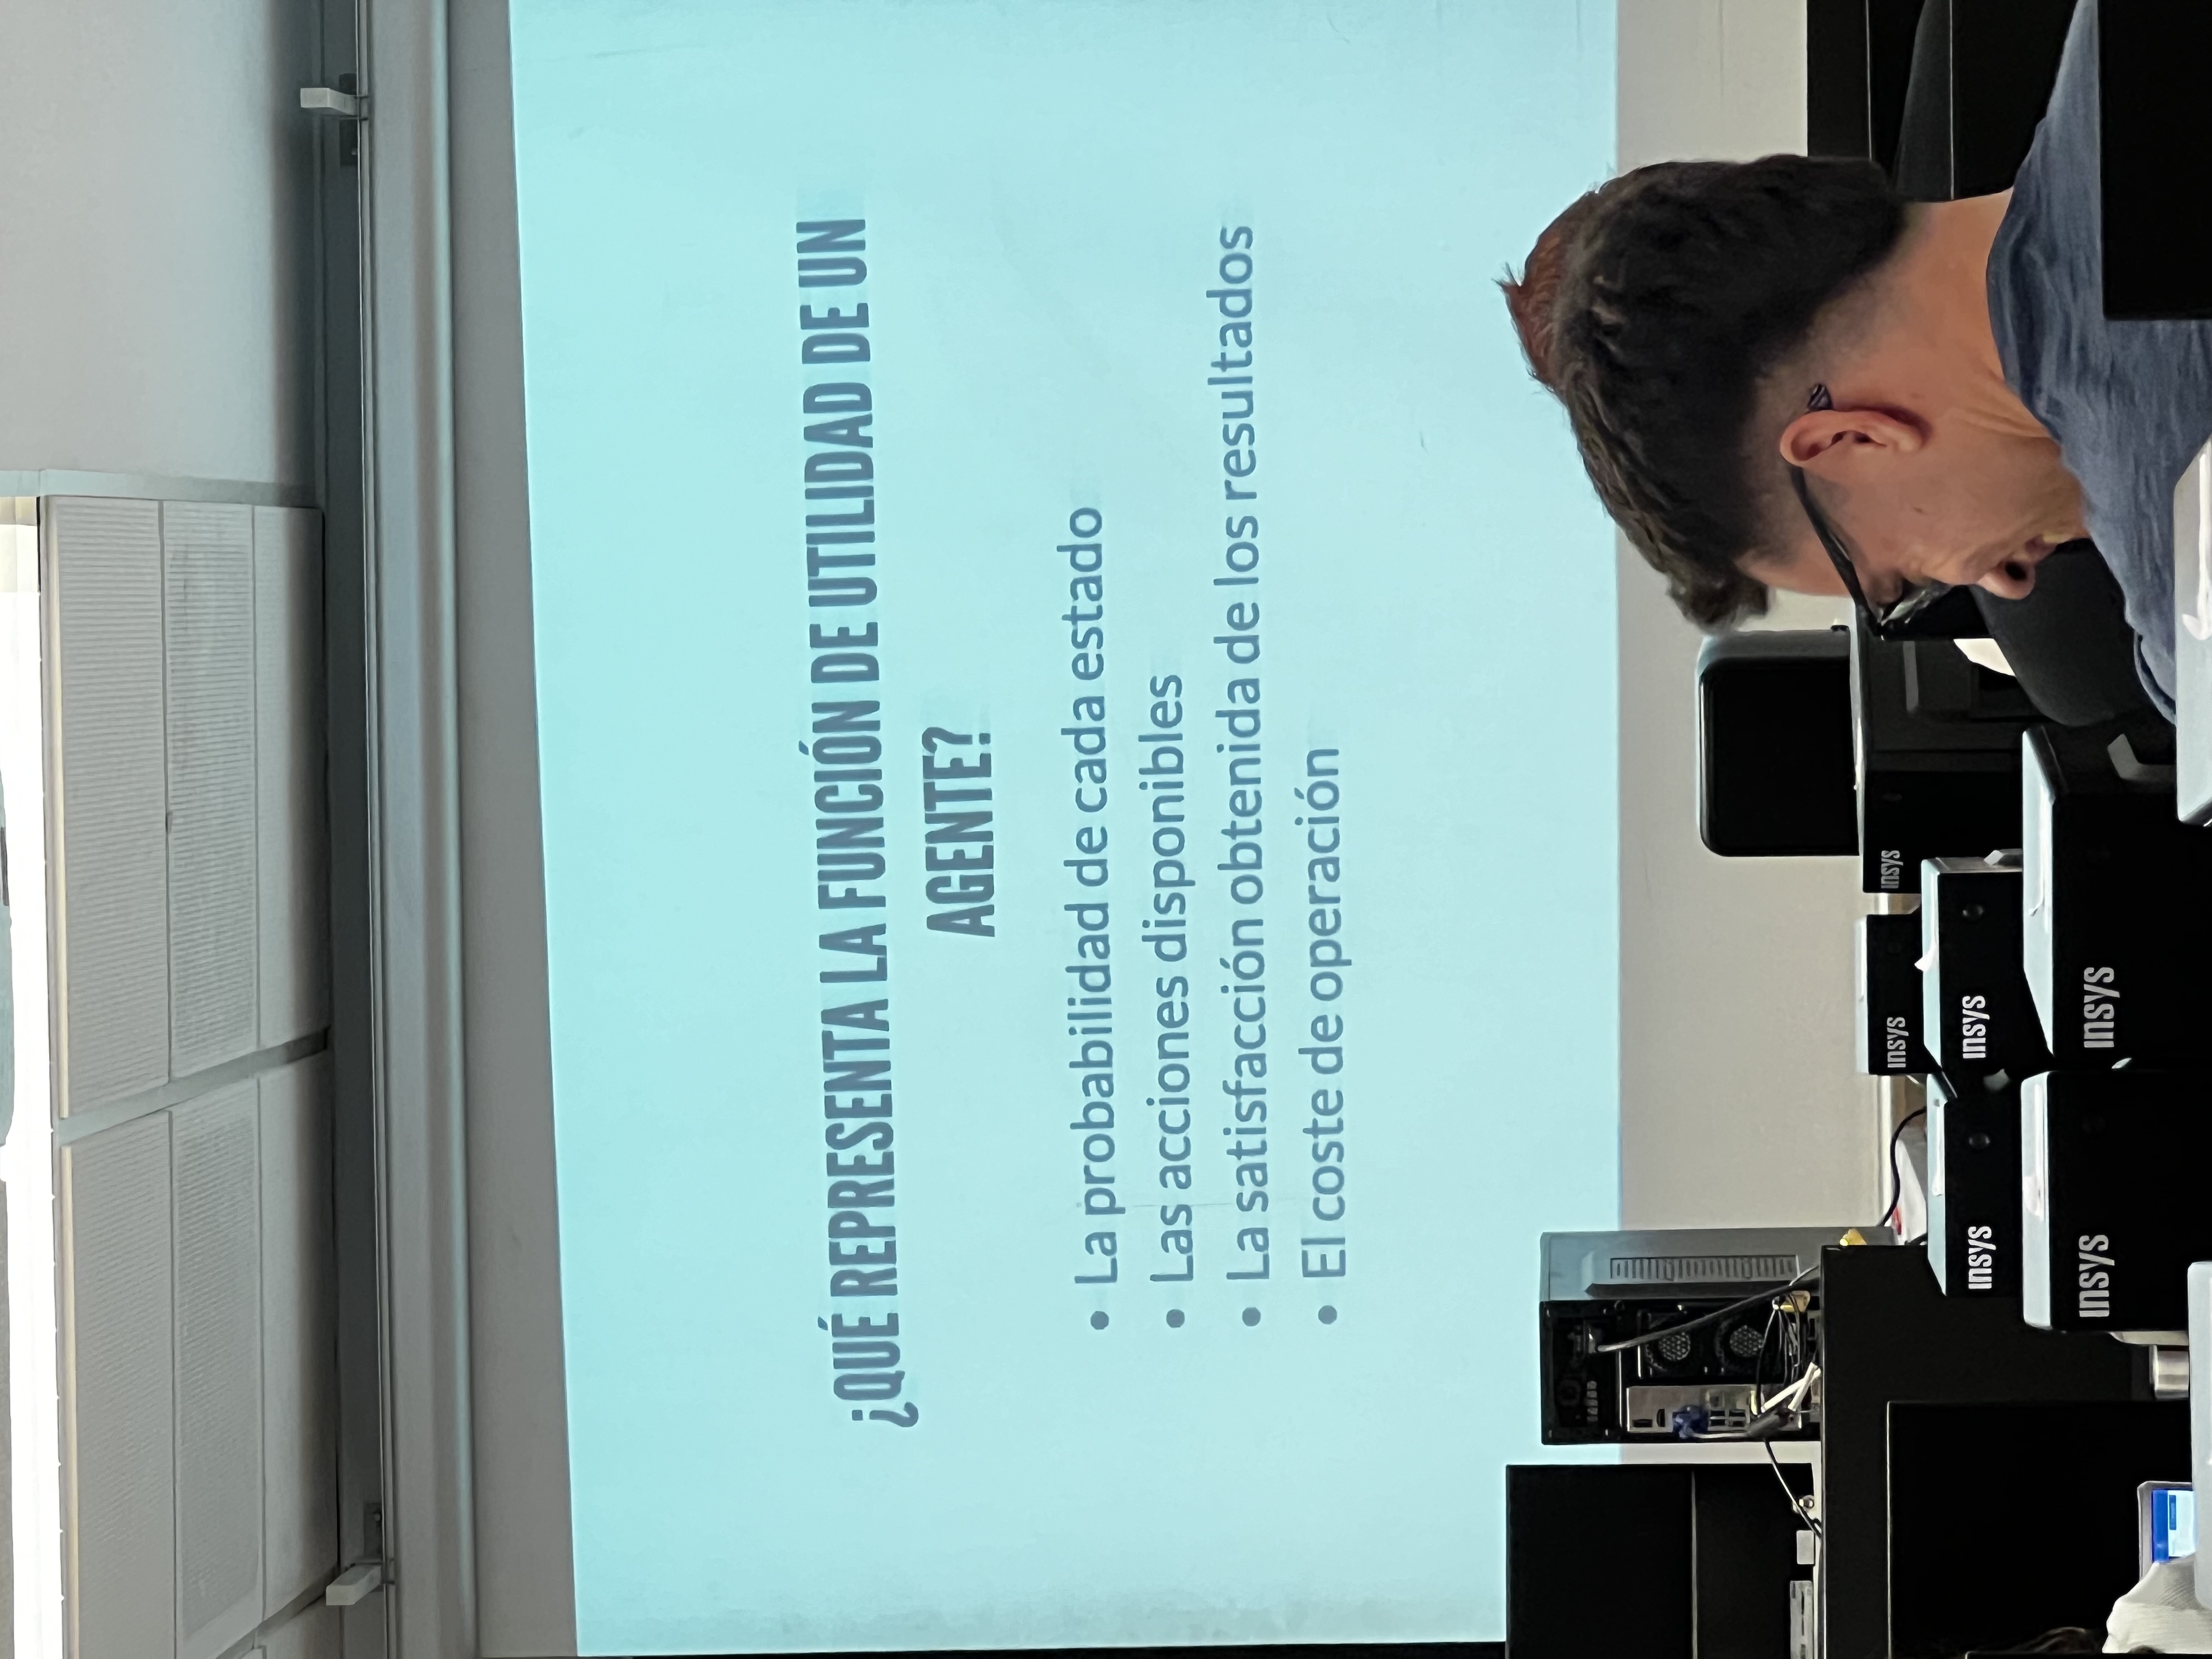 ¿QUÉ REPRESENTA LA FUNCIÓN DE UTILIDAD DE UN
AGENTE?
• La probabilidad de cada estado
• Las acciones disponibles
• La satisfacción obtenida de los resultados
• El coste de operación
insys
insys
insys
insys
insys
insys